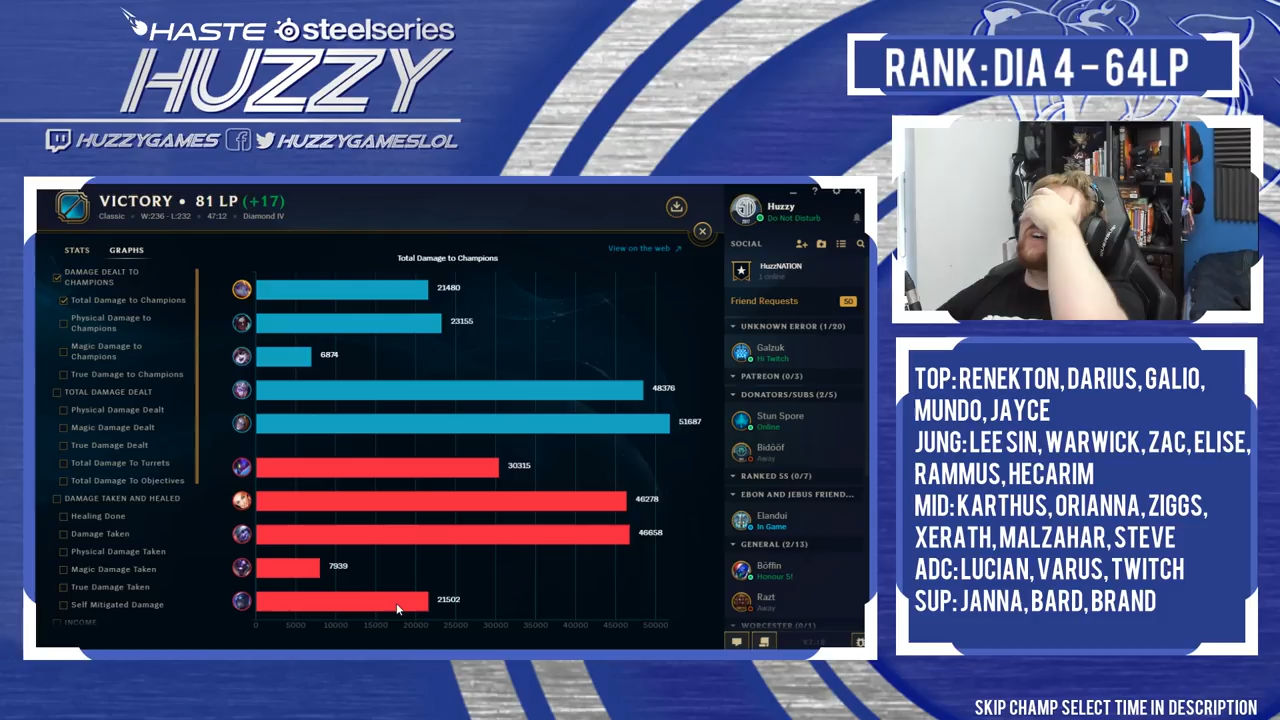 HASTE steelseries
HUZZY
HUZZYGAMES HUZZYGAMESLOL
RANK: DIA 4 – 64LP
VICTORY • 81 LP (+17)
Classic • W:236 - L:232 • 47:12 • Diamond IV
STATS GRAPHS
View on the web
Total Damage to Champions
DAMAGE DEALT TO
CHAMPIONS
Total Damage to Champions
Physical Damage to
Champions
Magic Damage to
Champions
True Damage to Champions
TOTAL DAMAGE DEALT
Physical Damage Dealt
Magic Damage Dealt
True Damage Dealt
Total Damage To Turrets
Total Damage To Objectives
DAMAGE TAKEN AND HEALED
Healing Done
Damage Taken
Physical Damage Taken
Magic Damage Taken
True Damage Taken
Self Mitigated Damage
INCOME
21480
23155
6874
48376
51687
30315
46278
46658
7939
21502
0 5000 10000 15000 20000 25000 30000 35000 40000 45000 50000
Huzzy
Do Not Disturb
SOCIAL
HuzzNATION
1 online
Friend Requests 50
UNKNOWN ERROR (1/20)
Galzuk
Hi Twitch
PATREON (0/3)
DONATORS/SUBS (2/5)
Stun Spore
Online
Bidööf
Away
RANKED 5S (0/7)
EBON AND JEBUS FRIEND...
Elandui
In Game
GENERAL (2/13)
Böffin
Honour 5!
Razt
Away
WORCESTER (0/1)
TOP: RENEKTON, DARIUS, GALIO,
MUNDO, JAYCE
JUNG: LEE SIN, WARWICK, ZAC, ELISE,
RAMMUS, HECARIM
MID: KARTHUS, ORIANNA, ZIGGS,
XERATH, MALZAHAR, STEVE
ADC: LUCIAN, VARUS, TWITCH
SUP: JANNA, BARD, BRAND
SKIP CHAMP SELECT TIME IN DESCRIPTION